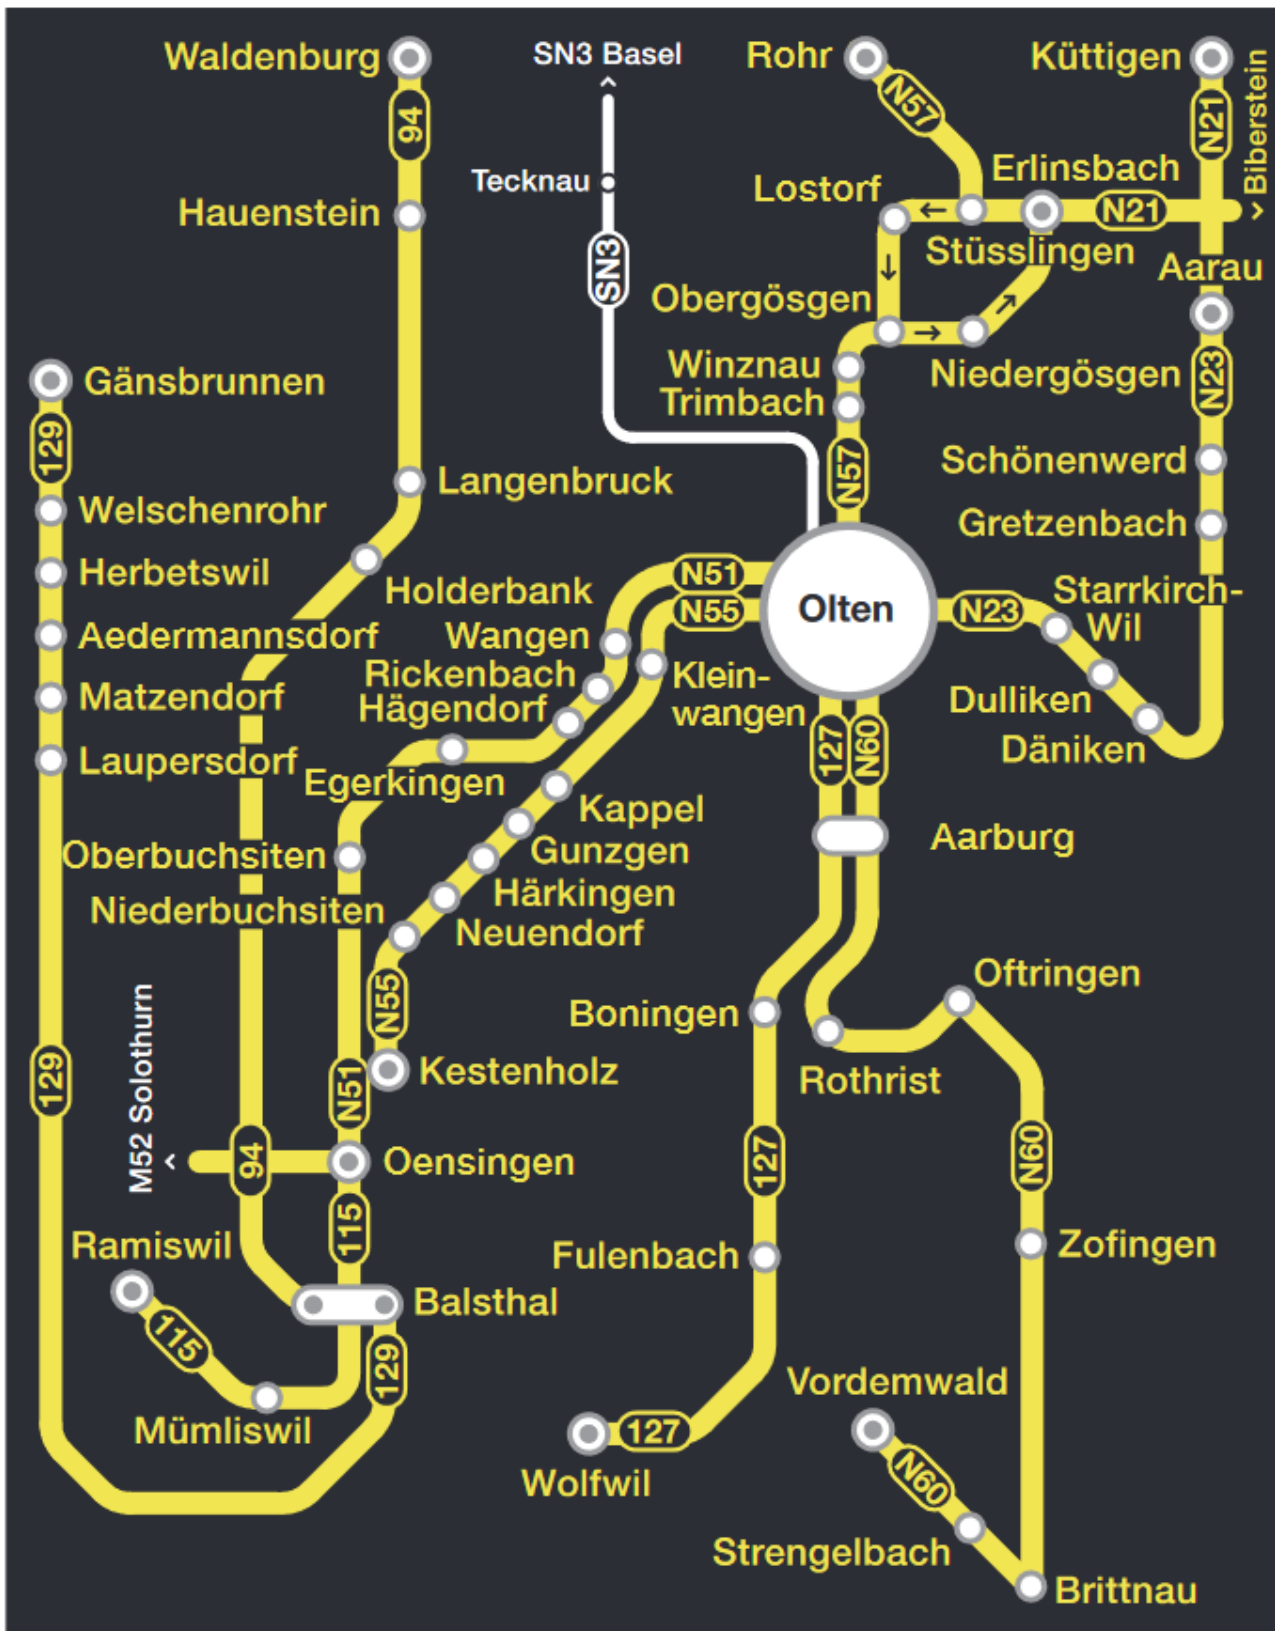 Waldenburg
SN3 Basel
Rohr
Küttigen
94
N57
N21
Biberstein
Erlinsbach
Tecknau
Lostorf
N21
Hauenstein
Stüsslingen
SN3
Aarau
Obergösgen
Winznau
Niedergösgen
N23
Gänsbrunnen
Trimbach
129
Schönenwerd
N57
Langenbruck
Welschenrohr
Gretzenbach
Herbetswil
N51
Holderbank
Starrkirch-
Wil
N55
Olten
N23
Aedermannsdorf
Wangen
Rickenbach
Klein-
wangen
Matzendorf
Hägendorf
Dulliken
Däniken
127
N60
Laupersdorf
Egerkingen
Kappel
Aarburg
Oberbuchsiten
Gunzgen
Härkingen
Niederbuchsiten
Neuendorf
Oftringen
N55
Boningen
M52 Solothurn
129
N51
Kestenholz
Rothrist
94
Oensingen
127
N60
115
Ramiswil
Fulenbach
Zofingen
Balsthal
115
129
Vordemwald
Mümliswil
127
Wolfwil
N60
Strengelbach
Brittnau